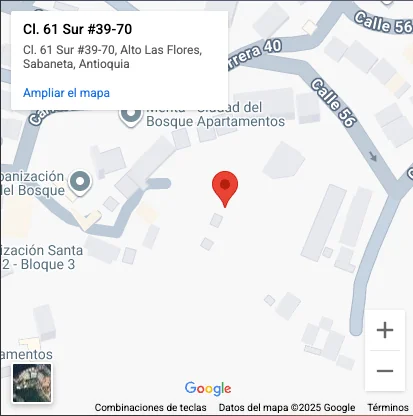 Cl. 61 Sur #39-70
Cl. 61 Sur #39-70, Alto Las Flores,
Sabaneta, Antioquia
Ampliar el mapa
Calle 56
rrera 40
Calle 56
Ciudad del
Bosque Apartamentos
banización
del Bosque
ización Santa
2 - Bloque 3
amentos
Google
Combinaciones de teclas
Datos del mapa ©2025 Google
Términos